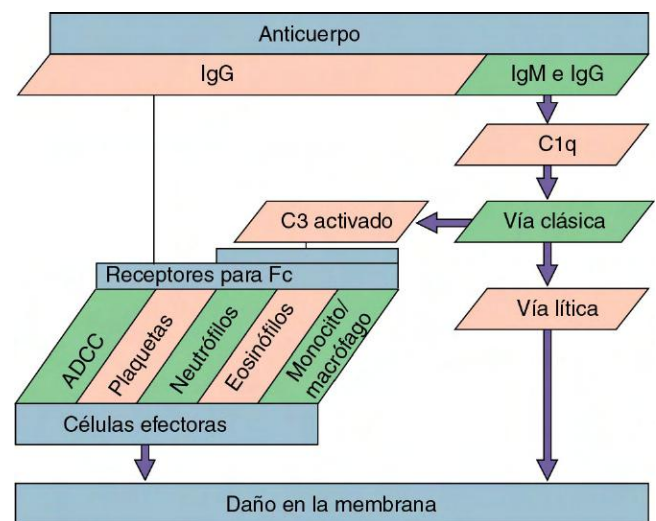 Anticuerpo
IgG
IgM e IgG
C1q
C3 activado
Vía clásica
Receptores para Fc
Vía lítica
ADCC
Plaquetas
Neutrófilos
Eosinófilos
Monocito/
macrófago
Células efectoras
Daño en la membrana